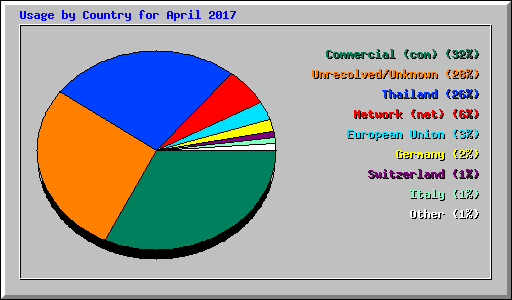 Usage by Country for April 2017
Commercial (com) (32%)
Unresolved/Unknown (28%)
Thailand (26%)
Network (net) (6%)
European Union (3%)
Germany (2%)
Switzerland (1%)
Italy (1%)
Other (1%)